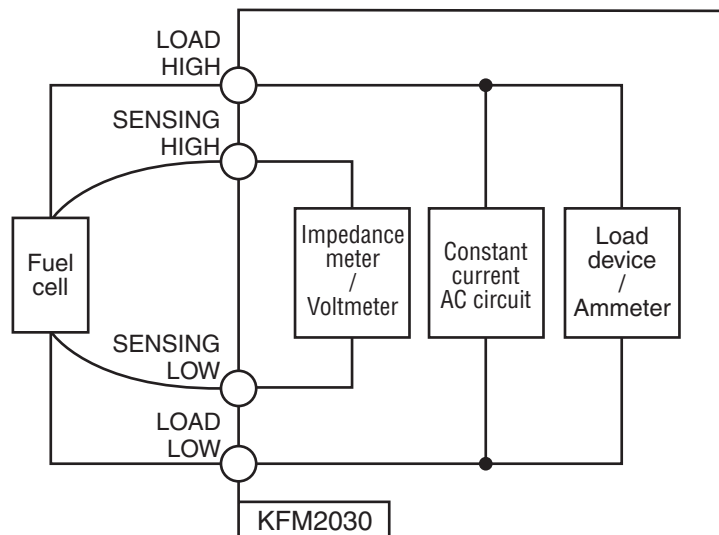 LOAD
HIGH
SENSING
HIGH
Fuel
cell
Impedance
meter
/
Voltmeter
Constant
current
AC circuit
Load
device
/
Ammeter
SENSING
LOW
LOAD
LOW
KFM2030